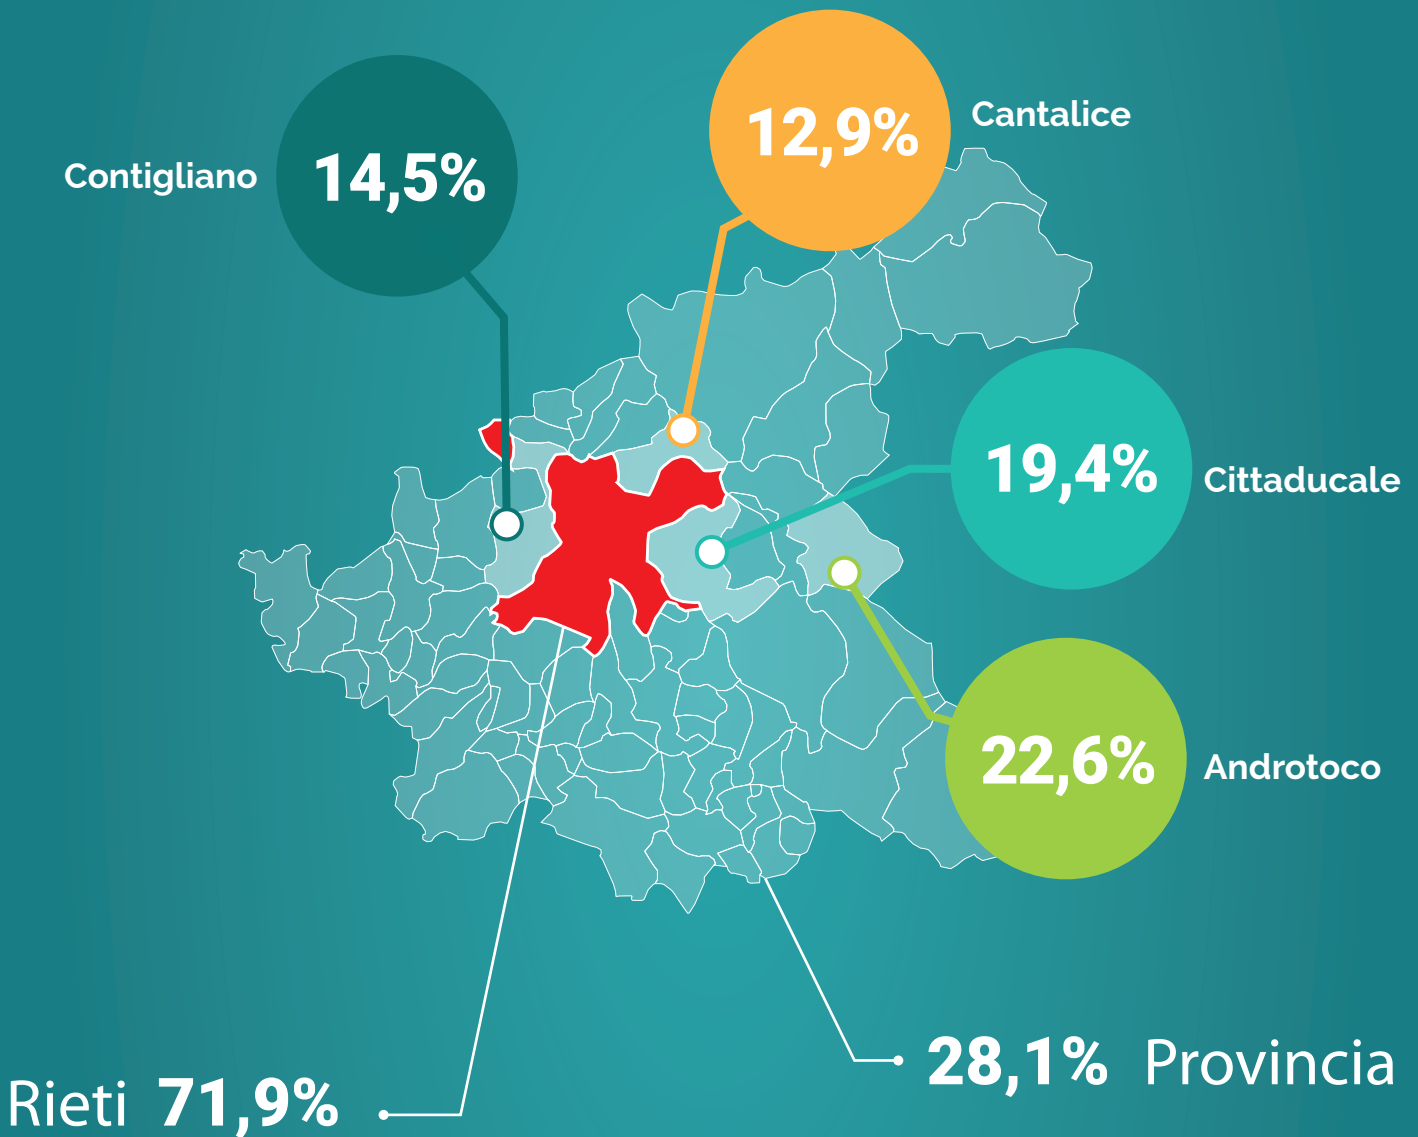 12,9%
Cantalice
Contigliano
14,5%
19,4%
Cittaducale
22,6%
Androtoco
28,1% Provincia
Rieti 71,9%